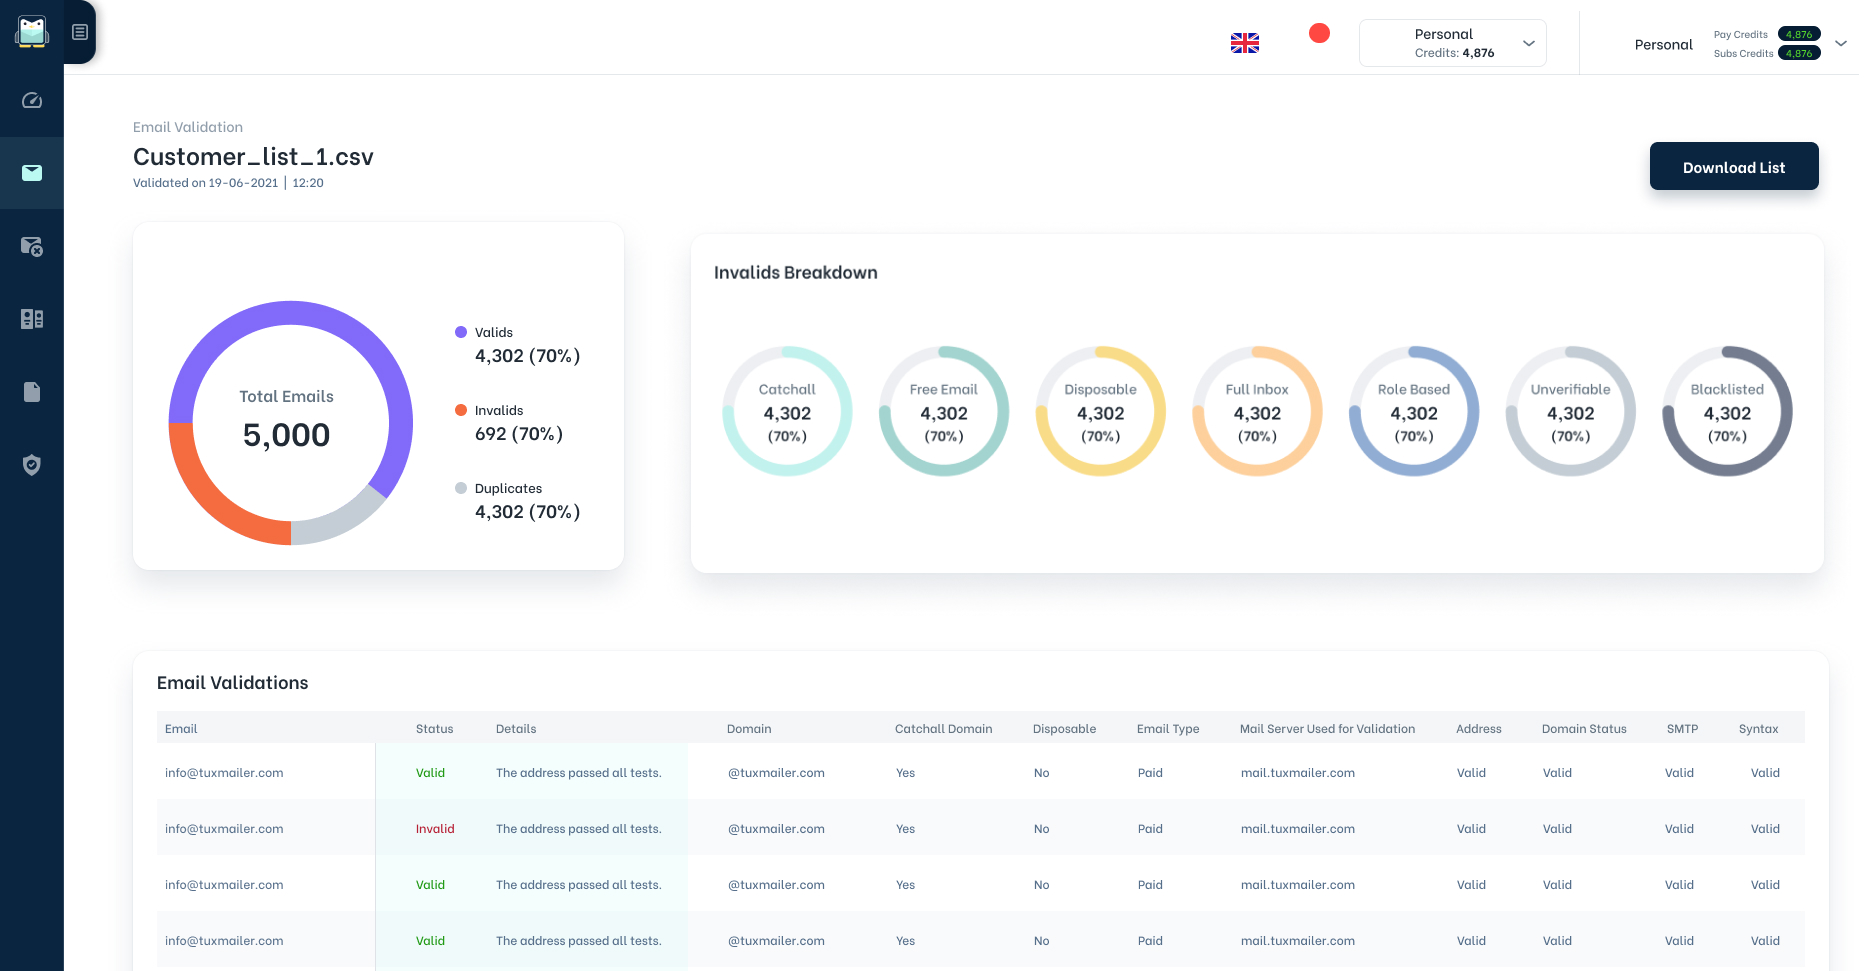 Personal
Credits: 4,876
Personal
Pay Credits 4,876
Subs Credits 4,876
Email Validation
Customer_list_1.csv
Validated on 19-06-2021 | 12:20
Download List
Total Emails
5,000
Valids
4,302 (70%)
Invalids
692 (70%)
Duplicates
4,302 (70%)
Invalids Breakdown
Catchall
4,302
(70%)
Free Email
4,302
(70%)
Disposable
4,302
(70%)
Full Inbox
4,302
(70%)
Role Based
4,302
(70%)
Unverifiable
4,302
(70%)
Blacklisted
4,302
(70%)
Email Validations
Email Status Details Domain Catchall Domain Disposable Email Type Mail Server Used for Validation Address Domain Status SMTP Syntax
info@tuxmailer.com Valid The address passed all tests. @tuxmailer.com Yes No Paid mail.tuxmailer.com Valid Valid Valid Valid
info@tuxmailer.com Invalid The address passed all tests. @tuxmailer.com Yes No Paid mail.tuxmailer.com Valid Valid Valid Valid
info@tuxmailer.com Valid The address passed all tests. @tuxmailer.com Yes No Paid mail.tuxmailer.com Valid Valid Valid Valid
info@tuxmailer.com Valid The address passed all tests. @tuxmailer.com Yes No Paid mail.tuxmailer.com Valid Valid Valid Valid